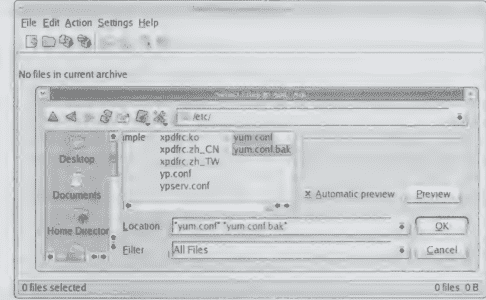 File Edit Action Settings Help
No files in current archive
/etc/
Desktop
Documents
Home Director
mple xpdfrc.ko yum.conf
xpdfrc.zh_CN yum.conf.bak
xpdfrc.zh_TW
yp.conf
ypserv.conf
Automatic preview Preview
Location: "yum.conf" "yum.conf.bak" OK
Filter: All Files Cancel
0 files selected 0 files 0 B